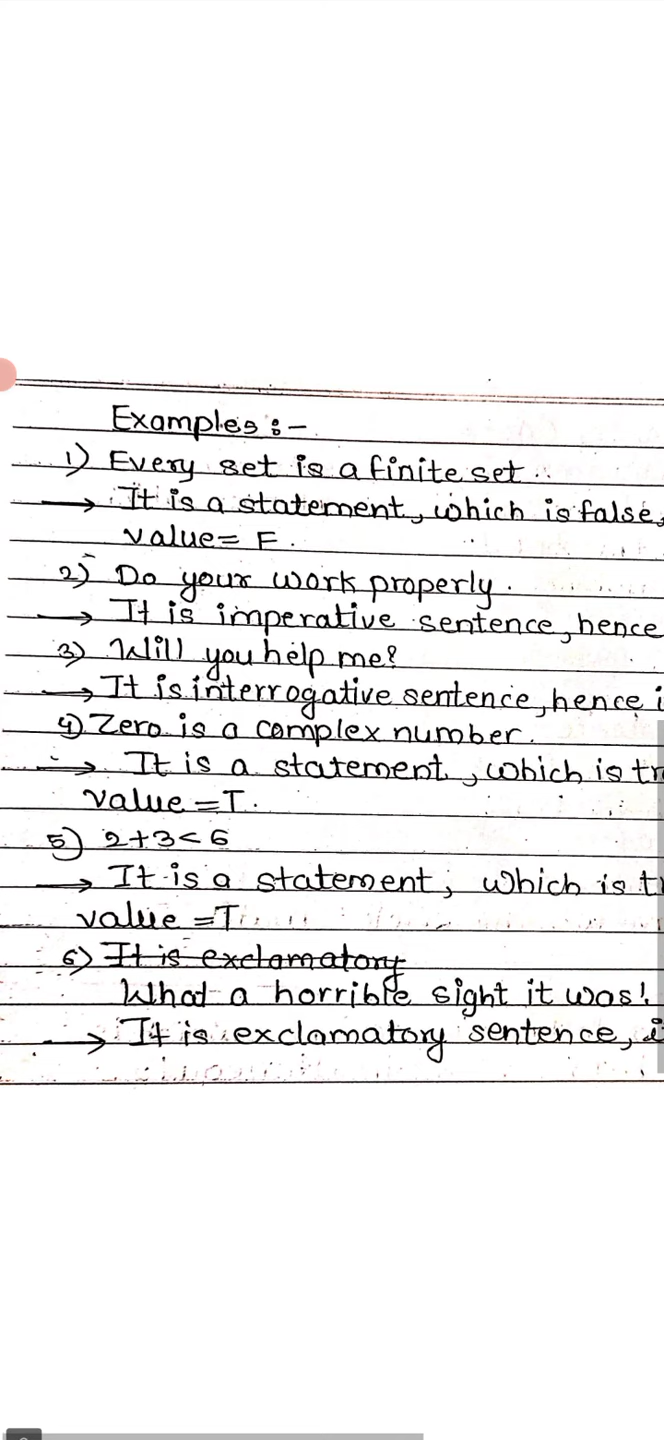 Examples :-
1) Every set is a finite set.
→ It is a statement, which is false,
value = F.
2) Do your work properly.
→ It is imperative sentence, hence
3) Will you help me?
→ It is interrogative sentence, hence i
4) Zero is a complex number.
→ It is a statement, which is tr
value = T.
5) 2+3<6
→ It is a statement, which is t
value = T
6) It is exclamatory
What a horrible sight it was!
→ It is exclamatory sentence, i